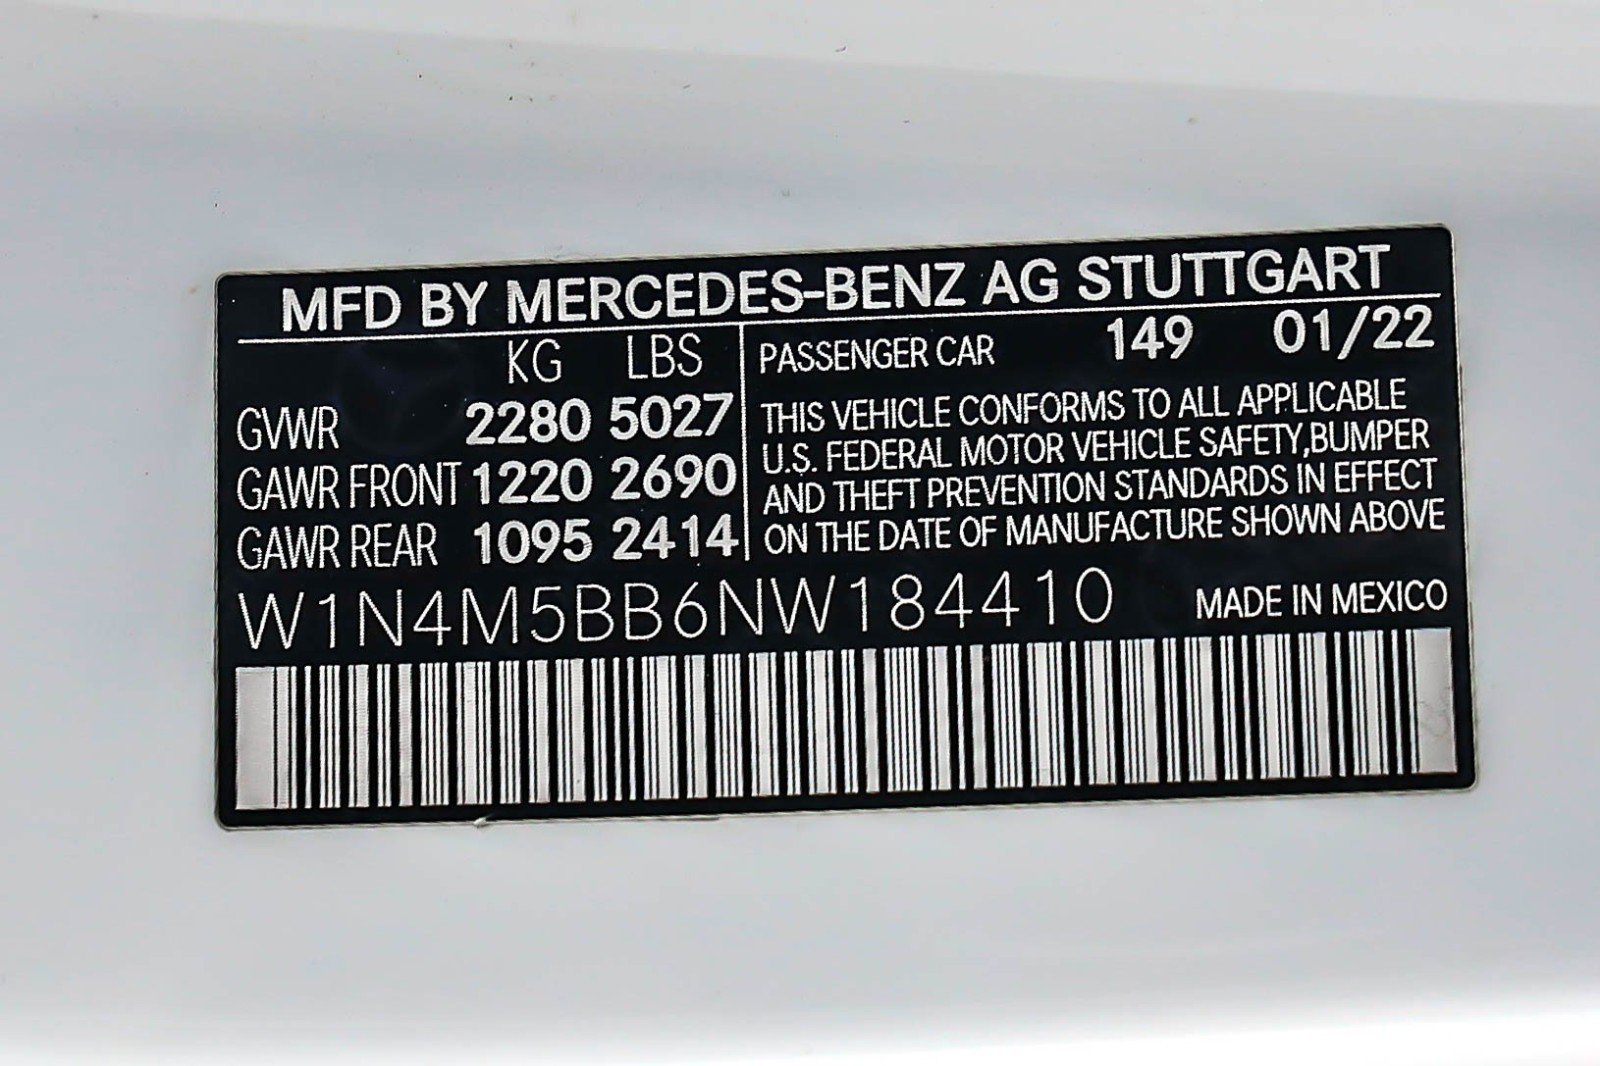 MFD BY MERCEDES-BENZ AG STUTTGART
KG LBS
GVWR 2280 5027
GAWR FRONT 1220 2690
GAWR REAR 1095 2414
PASSENGER CAR 149 01/22
THIS VEHICLE CONFORMS TO ALL APPLICABLE
U.S. FEDERAL MOTOR VEHICLE SAFETY,BUMPER
AND THEFT PREVENTION STANDARDS IN EFFECT
ON THE DATE OF MANUFACTURE SHOWN ABOVE
W1N4M5BB6NW184410 MADE IN MEXICO